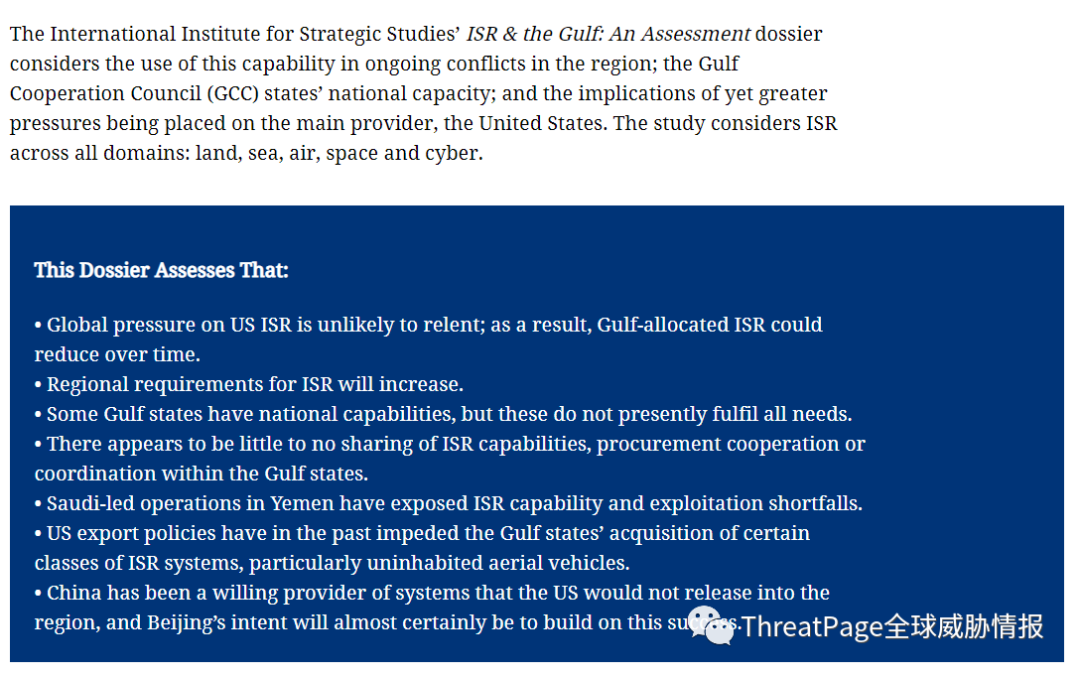 The International Institute for Strategic Studies’ ISR & the Gulf: An Assessment dossier
considers the use of this capability in ongoing conflicts in the region; the Gulf
Cooperation Council (GCC) states’ national capacity; and the implications of yet greater
pressures being placed on the main provider, the United States. The study considers ISR
across all domains: land, sea, air, space and cyber.
This Dossier Assesses That:
• Global pressure on US ISR is unlikely to relent; as a result, Gulf-allocated ISR could
reduce over time.
• Regional requirements for ISR will increase.
• Some Gulf states have national capabilities, but these do not presently fulfil all needs.
• There appears to be little to no sharing of ISR capabilities, procurement cooperation or
coordination within the Gulf states.
• Saudi-led operations in Yemen have exposed ISR capability and exploitation shortfalls.
• US export policies have in the past impeded the Gulf states’ acquisition of certain
classes of ISR systems, particularly uninhabited aerial vehicles.
• China has been a willing provider of systems that the US would not release into the
region, and Beijing’s intent will almost certainly be to build on this
ThreatPage全球威胁情报